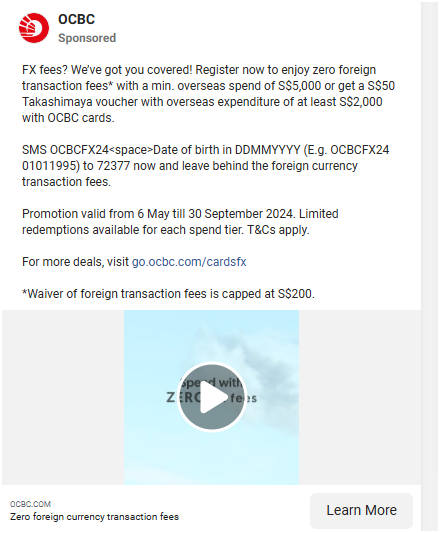 OCBC
Sponsored
FX fees? We've got you covered! Register now to enjoy zero foreign
transaction fees* with a min. overseas spend of S$5,000 or get a S$50
Takashimaya voucher with overseas expenditure of at least S$2,000
with OCBC cards.
SMS OCBCFX24<space>Date of birth in DDMMYYYY (E.g. OCBCFX24
01011995) to 72377 now and leave behind the foreign currency
transaction fees.
Promotion valid from 6 May till 30 September 2024. Limited
redemptions available for each spend tier. T&Cs apply.
For more deals, visit go.ocbc.com/cardsfx
*Waiver of foreign transaction fees is capped at S$200.
Spend with
ZERO fees
OCBC.COM
Zero foreign currency transaction fees
Learn More